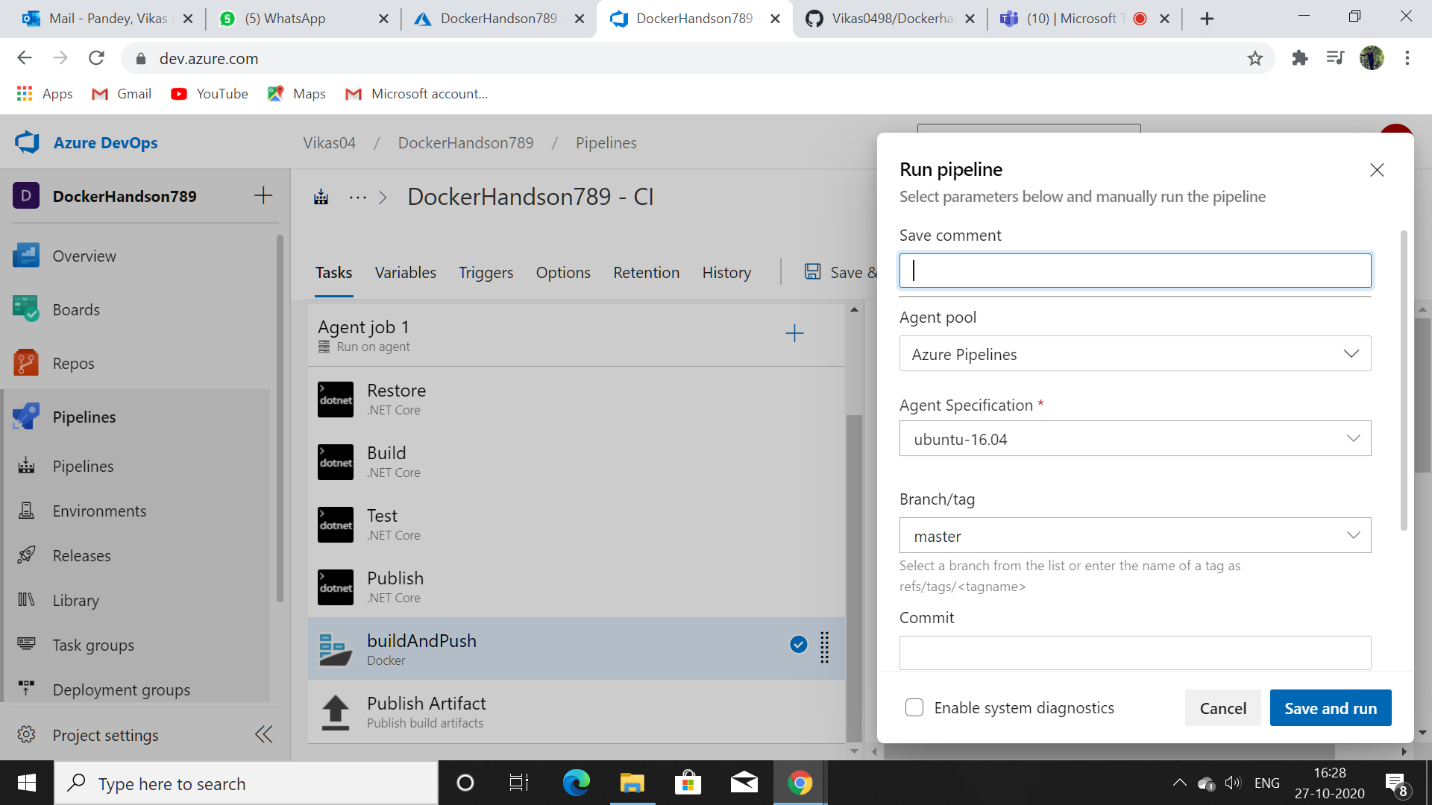 Mail - Pandey, Vikas
(5) WhatsApp
DockerHandson789 -
DockerHandson789
Vikas0498/Dockerha
(10) | Microsoft T
dev.azure.com
Apps
Gmail
YouTube
Maps
Microsoft account...
Azure DevOps
Vikas04 / DockerHandson789 / Pipelines
D
DockerHandson789
Overview
Boards
Repos
Pipelines
Pipelines
Environments
Releases
Library
Task groups
Deployment groups
Project settings
··· > DockerHandson789 - CI
Tasks Variables Triggers Options Retention History Save &
Agent job 1
Run on agent
Restore
.NET Core
Build
.NET Core
Test
.NET Core
Publish
.NET Core
buildAndPush
Docker
Publish Artifact
Publish build artifacts
dotnet
dotnet
dotnet
dotnet
Run pipeline
Select parameters below and manually run the pipeline
Save comment
Agent pool
Azure Pipelines
Agent Specification *
ubuntu-16.04
Branch/tag
master
Select a branch from the list or enter the name of a tag as
refs/tags/<tagname>
Commit
Enable system diagnostics
Cancel
Save and run
Type here to search
ENG
16:28
27-10-2020
8